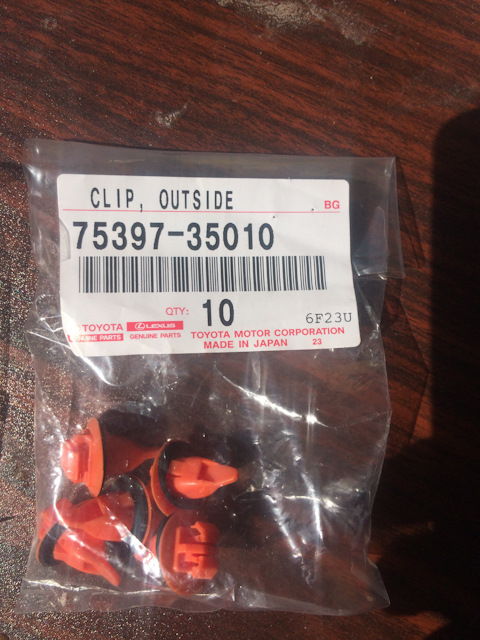 CLIP, OUTSIDE
BG
75397-35010
QTY: 10
6F23U
TOYOTA
GENUINE PARTS
LEXUS
GENUINE PARTS
TOYOTA MOTOR CORPORATION
MADE IN JAPAN 23